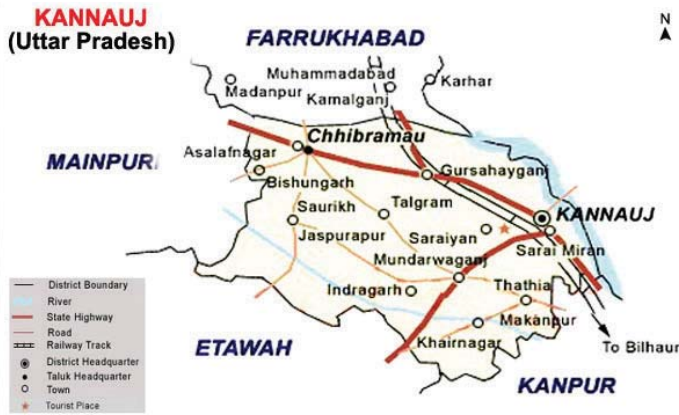 KANNAUJ
(Uttar Pradesh)
N
FARRUKHABAD
Muhammadabad
Madanpur
Kamalganj
Karhar
Chhibramau
MAINPURI
Asalafnagar
Gursahayganj
Bishungarh
Saurikh
Talgram
KANNAUJ
Jaspurapur
Saraiyan
Sarai Miran
Mundarwaganj
Indragarh
Thathia
Makanpur
Khairnagar
ETAWAH
To Bilhaur
KANPUR
District Boundary
River
State Highway
Road
Railway Track
District Headquarter
Taluk Headquarter
Town
Tourist Place